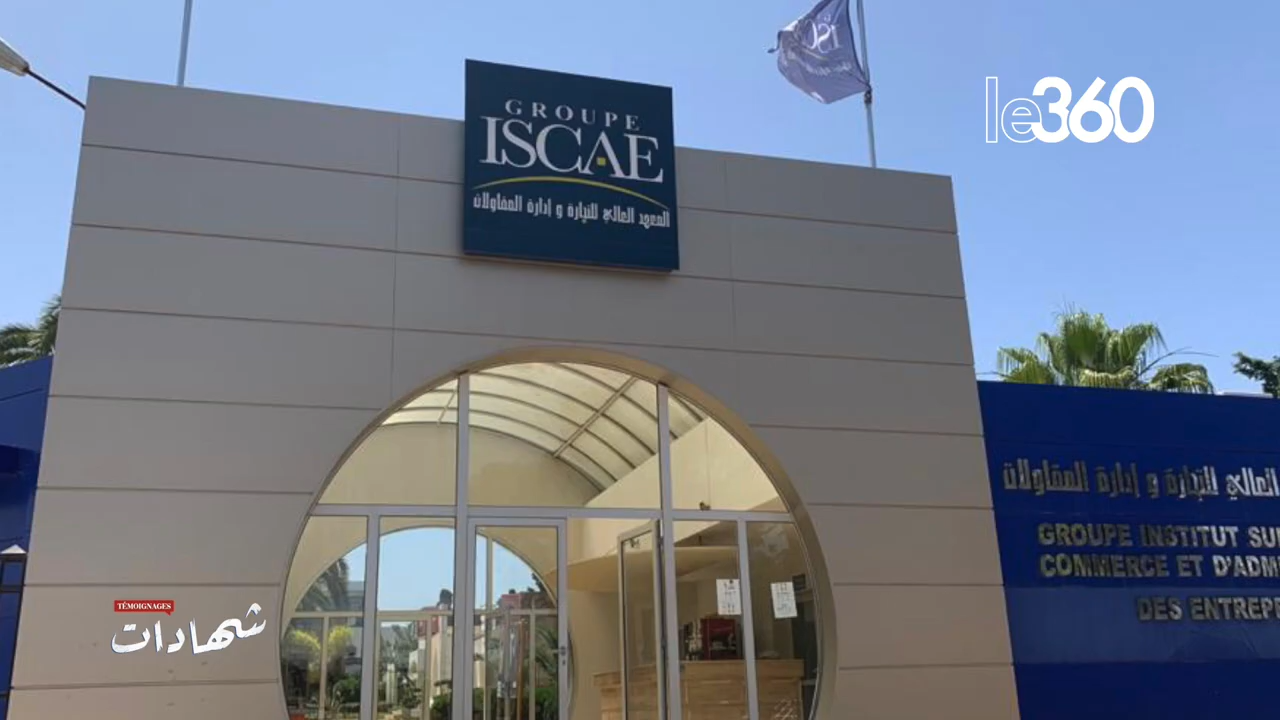 le360
GROUPE
ISCAE
المعهد العالي للتجارة و إدارة المقاولات
العالي للتجارة و إدارة المقاولات
GROUPE INSTITUT SU
COMMERCE ET D'ADM
DES ENTREP
TÉMOIGNAGES
شهادات